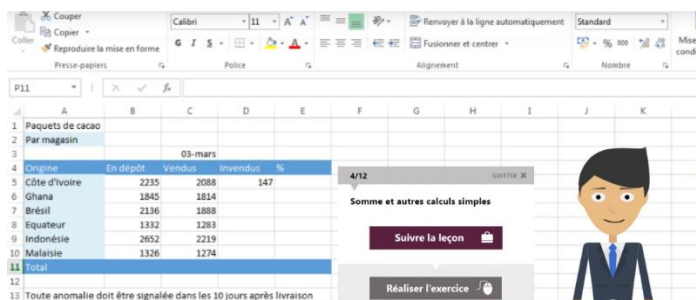 Couper
Calibri 11 A A Renvoyer à la ligne automatiquement Standard
Coller Copier
Reproduire la mise en forme G I S A Fusionner et centrer % 000 Mise
condi
Presse-papiers Police Alignement Nombre
P11 fx
A B C D E F G H I J K
1 Paquets de cacao
2 Par magasin
3 03-mars
4 Origine En dépôt Vendus Invendus %
5 Côte d'Ivoire 2235 2088 147
6 Ghana 1845 1814
7 Brésil 2136 1888
8 Equateur 1332 1283
9 Indonésie 2652 2219
10 Malaisie 1326 1274
11 Total
12
13 Toute anomalie doit être signalée dans les 10 jours après livraison
4/12 QUITTER X
Somme et autres calculs simples
Suivre la leçon
Réaliser l'exercice